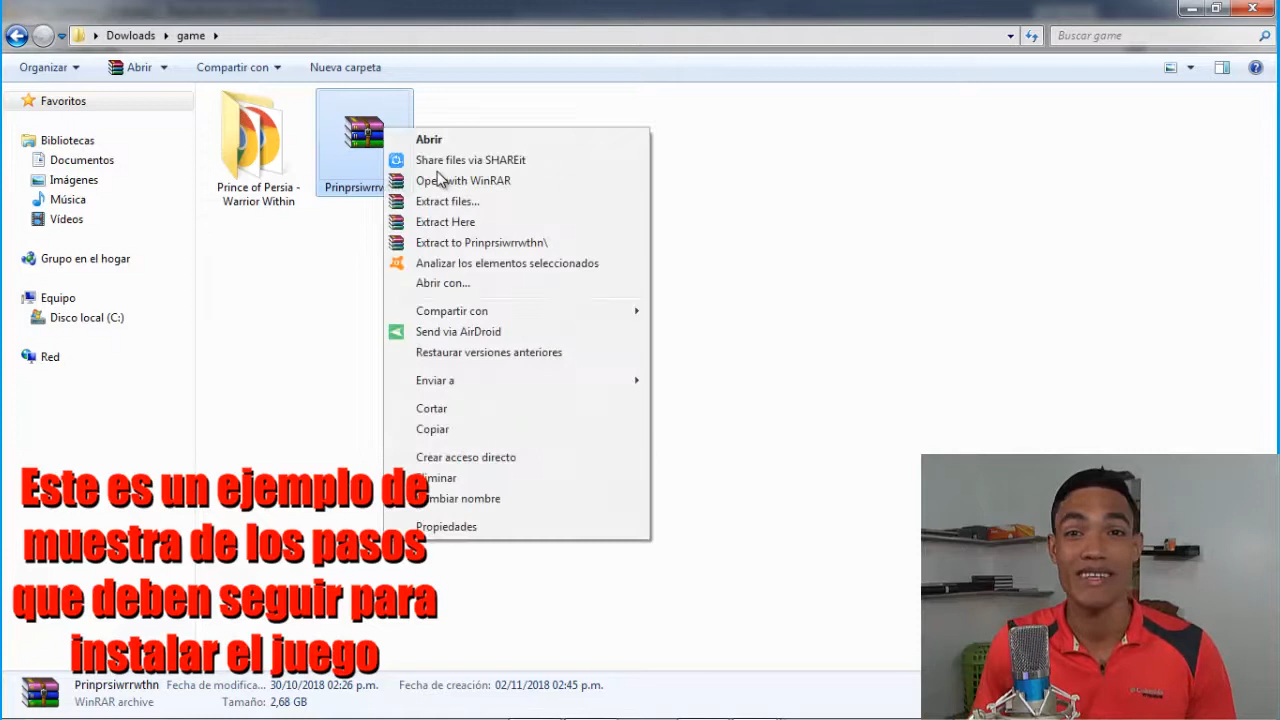 Dowloads game
Buscar game
Organizar Abrir Compartir con Nueva carpeta
Favoritos
Bibliotecas
Documentos
Imágenes
Música
Vídeos
Grupo en el hogar
Equipo
Disco local (C:)
Red
Prince of Persia -
Warrior Within
Abrir
Share files via SHAREit
with WinRAR
Extract files...
Extract Here
Extract to Prinprsiwrrwthn\
Analizar los elementos seleccionados
Abrir con...
Compartir con
Send via AirDroid
Restaurar versiones anteriores
Enviar a
Cortar
Copiar
Crear acceso directo
nombre
Propiedades
Este es un ejemplo de
muestra de los pasos
que deben seguir para
instalar el juego
Prinprsiwrrwthn Fecha de modifica... 30/10/2018 02:26 p.m. Fecha de creación: 02/11/2018 02:45 p.m.
WinRAR archive Tamaño: 2,68 GB